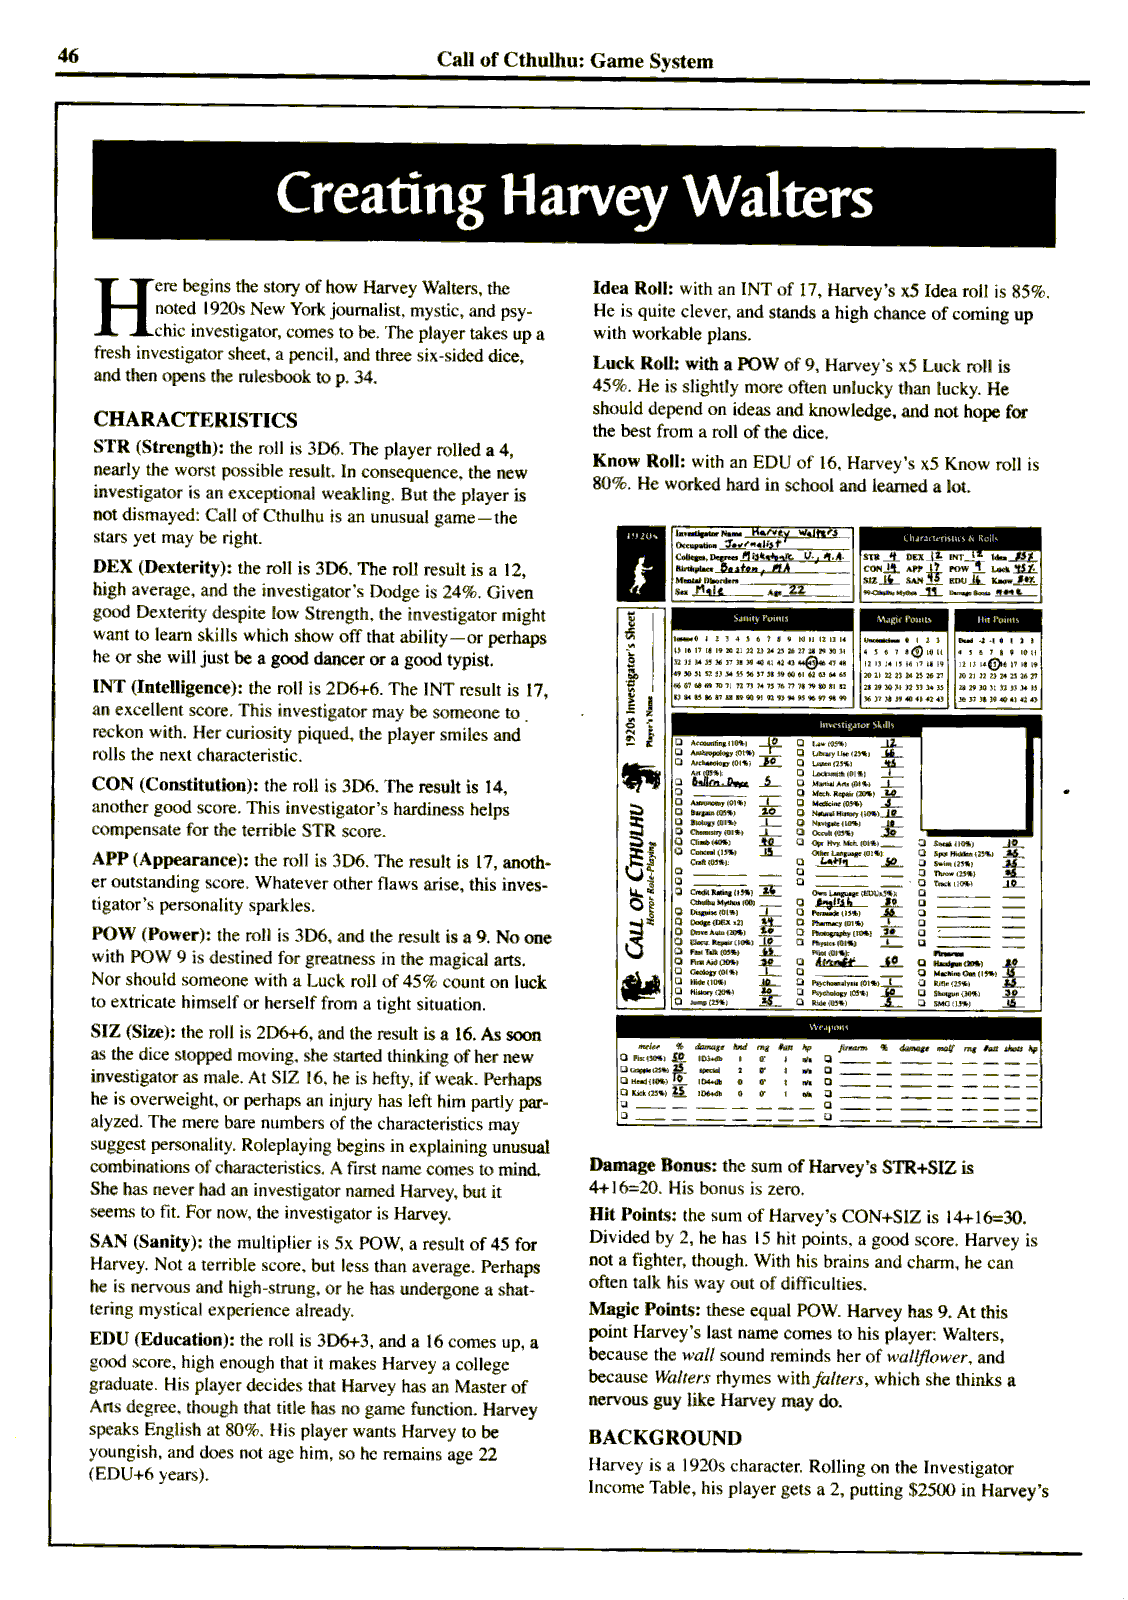 46
Call of Cthulhu: Game System
Creating Harvey Walters
Here begins the story of how Harvey Walters, the
noted 1920s New York journalist, mystic, and psy-
chic investigator, comes to be. The player takes up a
fresh investigator sheet, a pencil, and three six-sided dice,
and then opens the rulesbook to p. 34.
CHARACTERISTICS
STR (Strength): the roll is 3D6. The player rolled a 4,
nearly the worst possible result. In consequence, the new
investigator is an exceptional weakling. But the player is
not dismayed: Call of Cthulhu is an unusual game—the
stars yet may be right.
DEX (Dexterity): the roll is 3D6. The roll result is a 12,
high average, and the investigator's Dodge is 24%. Given
good Dexterity despite low Strength, the investigator might
want to learn skills which show off that ability—or perhaps
he or she will just be a good dancer or a good typist.
INT (Intelligence): the roll is 2D6+6. The INT result is 17,
an excellent score. This investigator may be someone to
reckon with. Her curiosity piqued, the player smiles and
rolls the next characteristic.
CON (Constitution): the roll is 3D6. The result is 14,
another good score. This investigator's hardiness helps
compensate for the terrible STR score.
APP (Appearance): the roll is 3D6. The result is 17, anoth-
er outstanding score. Whatever other flaws arise, this inves-
tigator's personality sparkles.
POW (Power): the roll is 3D6, and the result is a 9. No one
with POW 9 is destined for greatness in the magical arts.
Nor should someone with a Luck roll of 45% count on luck
to extricate himself or herself from a tight situation.
SIZ (Size): the roll is 2D6+6, and the result is a 16. As soon
as the dice stopped moving, she started thinking of her new
investigator as male. At SIZ 16, he is hefty, if weak. Perhaps
he is overweight, or perhaps an injury has left him partly par-
alyzed. The mere bare numbers of the characteristics may
suggest personality. Roleplaying begins in explaining unusual
combinations of characteristics. A first name comes to mind.
She has never had an investigator named Harvey, but it
seems to fit. For now, the investigator is Harvey.
SAN (Sanity): the multiplier is 5x POW, a result of 45 for
Harvey. Not a terrible score, but less than average. Perhaps
he is nervous and high-strung, or he has undergone a shat-
tering mystical experience already.
EDU (Education): the roll is 3D6+3, and a 16 comes up, a
good score, high enough that it makes Harvey a college
graduate. His player decides that Harvey has an Master of
Arts degree, though that title has no game function. Harvey
speaks English at 80%. His player wants Harvey to be
youngish, and does not age him, so he remains age 22
(EDU+6 years).
Idea Roll: with an INT of 17, Harvey's x5 Idea roll is 85%.
He is quite clever, and stands a high chance of coming up
with workable plans.
Luck Roll: with a POW of 9, Harvey's x5 Luck roll is
45%. He is slightly more often unlucky than lucky. He
should depend on ideas and knowledge, and not hope for
the best from a roll of the dice.
Know Roll: with an EDU of 16, Harvey's x5 Know roll is
80%. He worked hard in school and learned a lot.
1920s
Investigator Name Harvey Walters
Occupation Journalist
Colleges, Degrees Miskatonic U., M.A.
Birthplace Boston, MA
Mental Disorders
Sex Male Age 22
Characteristics & Rolls
STR 4 DEX 12 INT Idea 85%
CON 14 APP 17 POW 9 Luck 45%
SIZ 16 SAN 45 EDU 16 Know 80%
99-Cthulhu Mythos 99 Damage Bonus none
1920s Investigator's Sheet
Player's Name
CALL OF CTHULHU
Horror Role-Playing
Sanity Points
Magic Points
Hit Points
Investigator Skills
Accounting (10%) 10
Anthropology (01%) 1
Archaeology (01%)
Art (05%):
5
Astronomy (01%) 1
Bargain (05%) 20
Biology (01%) 1
Chemistry (01%) 1
Climb (40%) 40
Conceal (15%) 15
Craft (05%):
Credit Rating (15%)
Cthulhu Mythos (00)
Disguise (01%) 1
Dodge (DEX x2) 24
Drive Auto (20%) 20
Elec. Repair (10%) 10
Fast Talk (05%)
First Aid (30%) 30
Geology (01%) 1
Hide (10%) 10
History (20%) 20
Jump (25%) 25
Law (05%)
Library Use (25%)
Listen (25%)
Locksmith (01%) 1
Martial Arts (01%) 1
Mech. Repair (20%) 20
Medicine (05%) 5
Natural History (10%) 10
Navigate (10%) 10
Occult (05%) 30
Opr Hvy. Mch. (01%)
Other Language (01%)
Latin 50
Own Language (EDUx5%):
English 80
Persuade (15%)
Pharmacy (01%) 1
Photography (10%)
Physics (01%) 1
Pilot (01%):
Aircraft 60
Psychoanalysis (01%) 1
Psychology (05%) 60
Ride (05%) 5
Sneak (10%) 10
Spot Hidden (25%)
Swim (25%) 25
Throw (25%)
Track (10%) 10
Firearms
Handgun (20%) 20
Machine Gun (15%) 15
Rifle (25%) 25
Shotgun (30%) 30
SMG (15%) 15
Weapons
melee % damage hnd rng #att hp firearm % damage malf rng #att shots hp
Fist (50%) 50 1D3+db 1 0' 1 n/a
Grapple (25%) 25 special 2 0' 1 n/a
Head (10%) 10 1D4+db 0 0' 1 n/a
Kick (25%) 25 1D6+db 0 0' 1 n/a
Damage Bonus: the sum of Harvey's STR+SIZ is
4+16=20. His bonus is zero.
Hit Points: the sum of Harvey's CON+SIZ is 14+16=30.
Divided by 2, he has 15 hit points, a good score. Harvey is
not a fighter, though. With his brains and charm, he can
often talk his way out of difficulties.
Magic Points: these equal POW. Harvey has 9. At this
point Harvey's last name comes to his player: Walters,
because the wall sound reminds her of wallflower, and
because Walters rhymes with falters, which she thinks a
nervous guy like Harvey may do.
BACKGROUND
Harvey is a 1920s character. Rolling on the Investigator
Income Table, his player gets a 2, putting $2500 in Harvey's